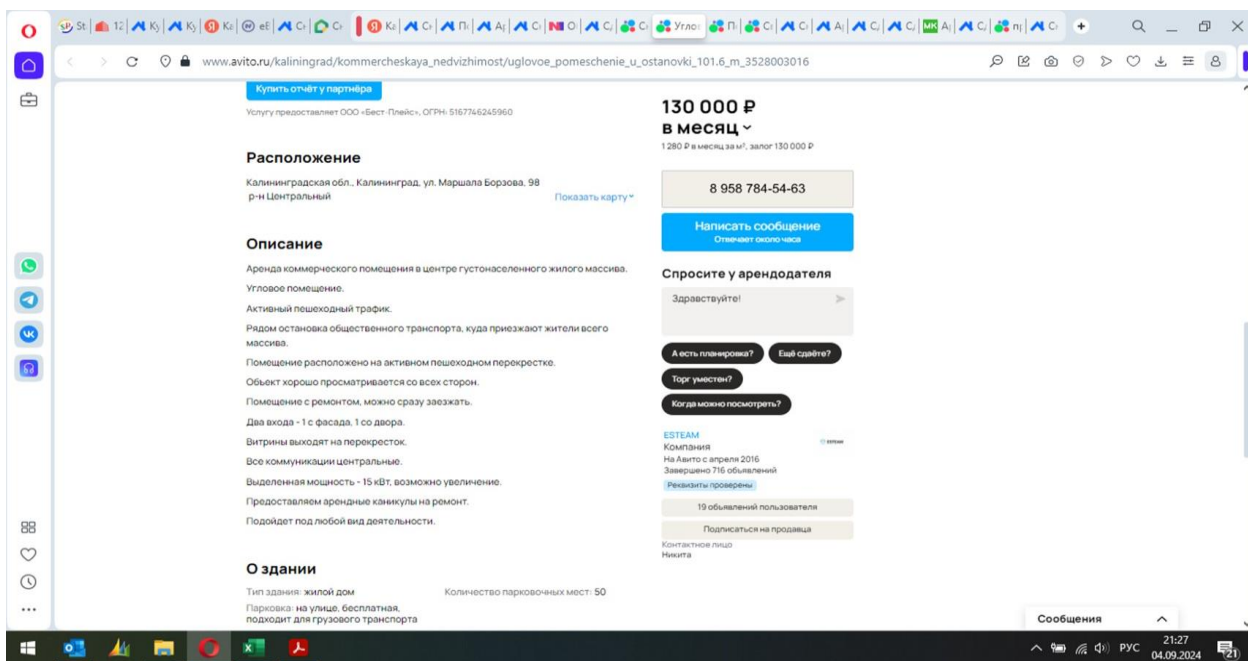 www.avito.ru/kaliningrad/kommercheskaya_nedvizhimost/uglovoe_pomeschenie_u_ostanovki_101.6_m_3528003016
Купить отчёт у партнёра
Услугу предоставляет ООО «Бест-Плейс», ОГРН: 5167746245960
Расположение
Калининградская обл., Калининград, ул. Маршала Борзова, 98
р-н Центральный
Показать карту
Описание
Аренда коммерческого помещения в центре густонаселенного жилого массива.
Угловое помещение.
Активный пешеходный трафик.
Рядом остановка общественного транспорта, куда приезжают жители всего
массива.
Помещение расположено на активном пешеходном перекрестке.
Объект хорошо просматривается со всех сторон.
Помещение с ремонтом, можно сразу заезжать.
Два входа - 1 с фасада, 1 со двора.
Витрины выходят на перекресток.
Все коммуникации центральные.
Выделенная мощность - 15 кВт, возможно увеличение.
Предоставляем арендные каникулы на ремонт.
Подойдет под любой вид деятельности.
О здании
Тип здания: жилой дом
Количество парковочных мест: 50
Парковка: на улице, бесплатная,
подходит для грузового транспорта
130 000 ₽
в месяц
1 280 ₽ в месяц за м², залог 130 000 ₽
8 958 784-54-63
Написать сообщение
Отвечает около часа
Спросите у арендодателя
Здравствуйте!
А есть планировка?
Ещё сдаёте?
Торг уместен?
Когда можно посмотреть?
ESTEAM
Компания
На Авито с апреля 2016
Завершено 716 объявлений
Реквизиты проверены
19 объявлений пользователя
Подписаться на продавца
Контактное лицо
Никита
Сообщения
РУС
21:27
04.09.2024